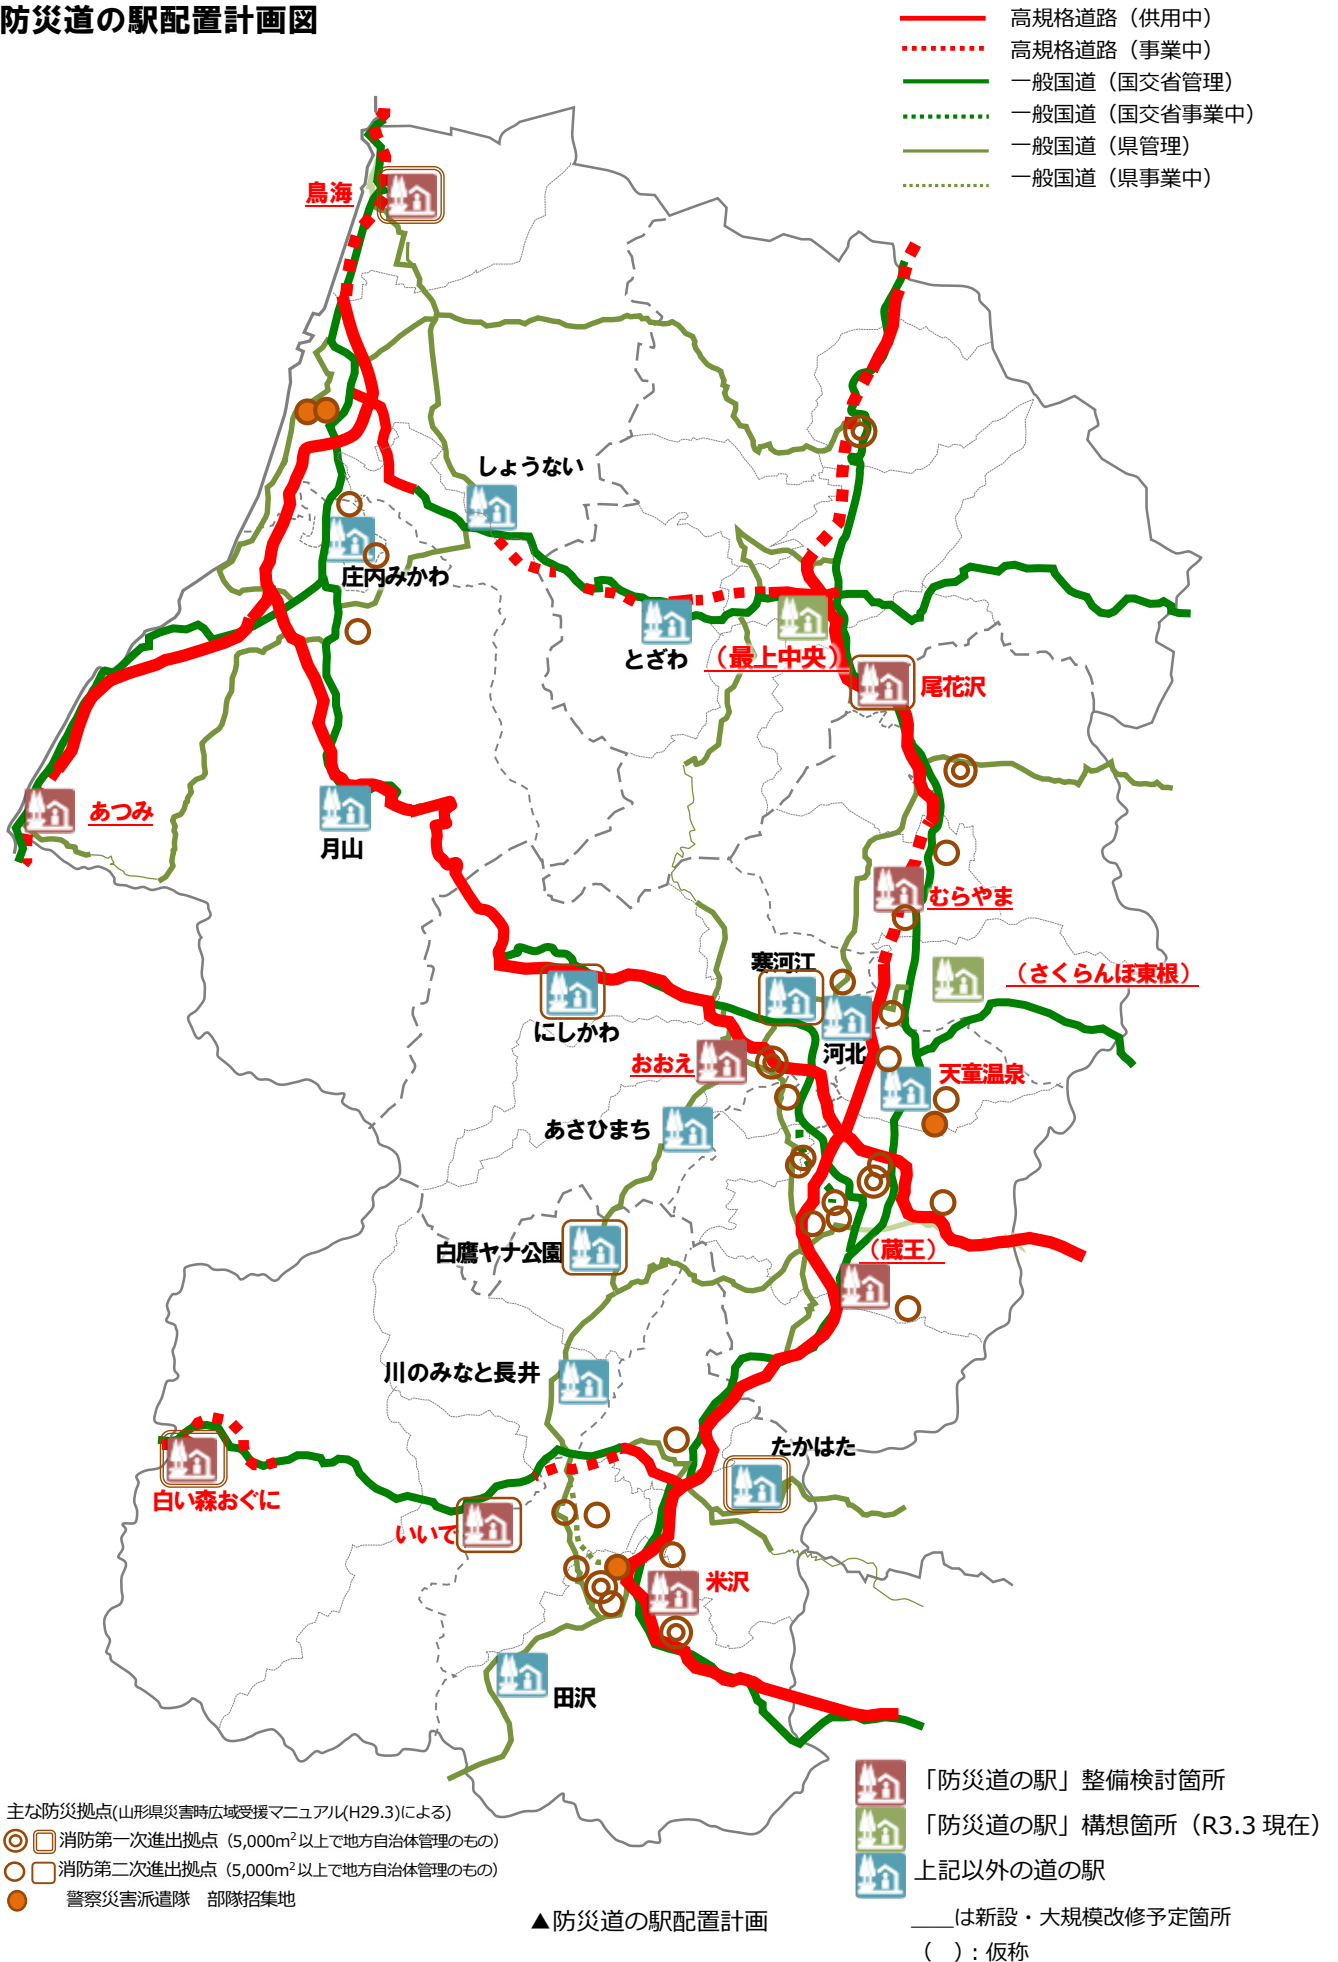 防災道の駅配置計画図
高規格道路（供用中）
高規格道路（事業中）
一般国道（国交省管理）
一般国道（国交省事業中）
一般国道（県管理）
一般国道（県事業中）
鳥海
しょうない
庄内みかわ
とざわ
（最上中央）
尾花沢
あつみ
月山
むらやま
寒河江
（さくらんぼ東根）
にしかわ
河北
おおえ
天童温泉
あさひまち
白鷹ヤナ公園
（蔵王）
川のみなと長井
たかはた
白い森おぐに
いいで
米沢
田沢
「防災道の駅」整備検討箇所
「防災道の駅」構想箇所（R3.3 現在）
上記以外の道の駅
＿＿は新設・大規模改修予定箇所
（　）：仮称
主な防災拠点(山形県災害時広域受援マニュアル(H29.3)による)
消防第一次進出拠点（5,000m²以上で地方自治体管理のもの）
消防第二次進出拠点（5,000m²以上で地方自治体管理のもの）
警察災害派遣隊　部隊招集地
▲防災道の駅配置計画